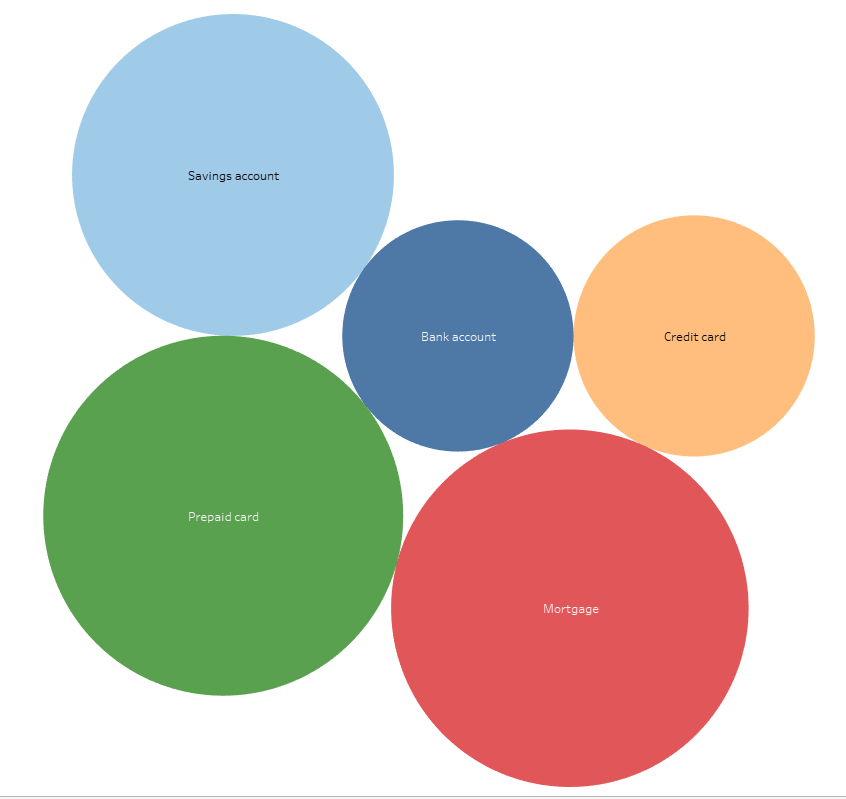 Savings account
Bank account
Credit card
Prepaid card
Mortgage